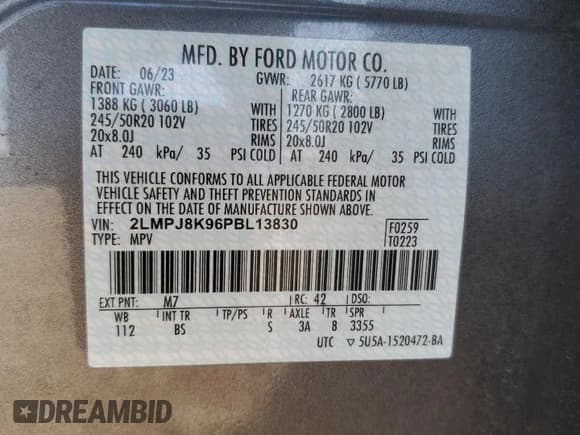 MFD. BY FORD MOTOR CO.
DATE: 06/23 GVWR: 2617 KG ( 5770 LB)
FRONT GAWR: REAR GAWR:
1388 KG ( 3060 LB) WITH 1270 KG ( 2800 LB) WITH
245/50R20 102V TIRES 245/50R20 102V TIRES
20x8.0J RIMS 20x8.0J RIMS
AT 240 kPa/ 35 PSI COLD AT 240 kPa/ 35 PSI COLD
THIS VEHICLE CONFORMS TO ALL APPLICABLE FEDERAL MOTOR
VEHICLE SAFETY AND THEFT PREVENTION STANDARDS IN
EFFECT ON THE DATE OF MANUFACTURE SHOWN ABOVE.
VIN: 2LMPJ8K96PBL13830 F0259
TYPE: MPV T0223
EXT PNT: M7 RC: 42 DSO:
WB INT TR TP/PS R AXLE TR SPR
112 BS S 3A 8 3355
UTC ▽ 5U5A-1520472-BA
DREAMBID